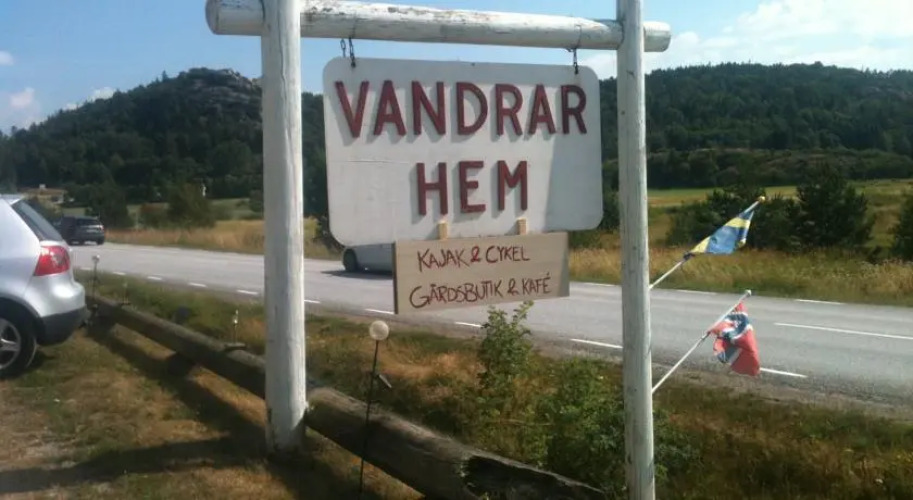 VANDRAR
HEM
KAJAK & CYKEL
GÅRDSBUTIK & KAFÉ